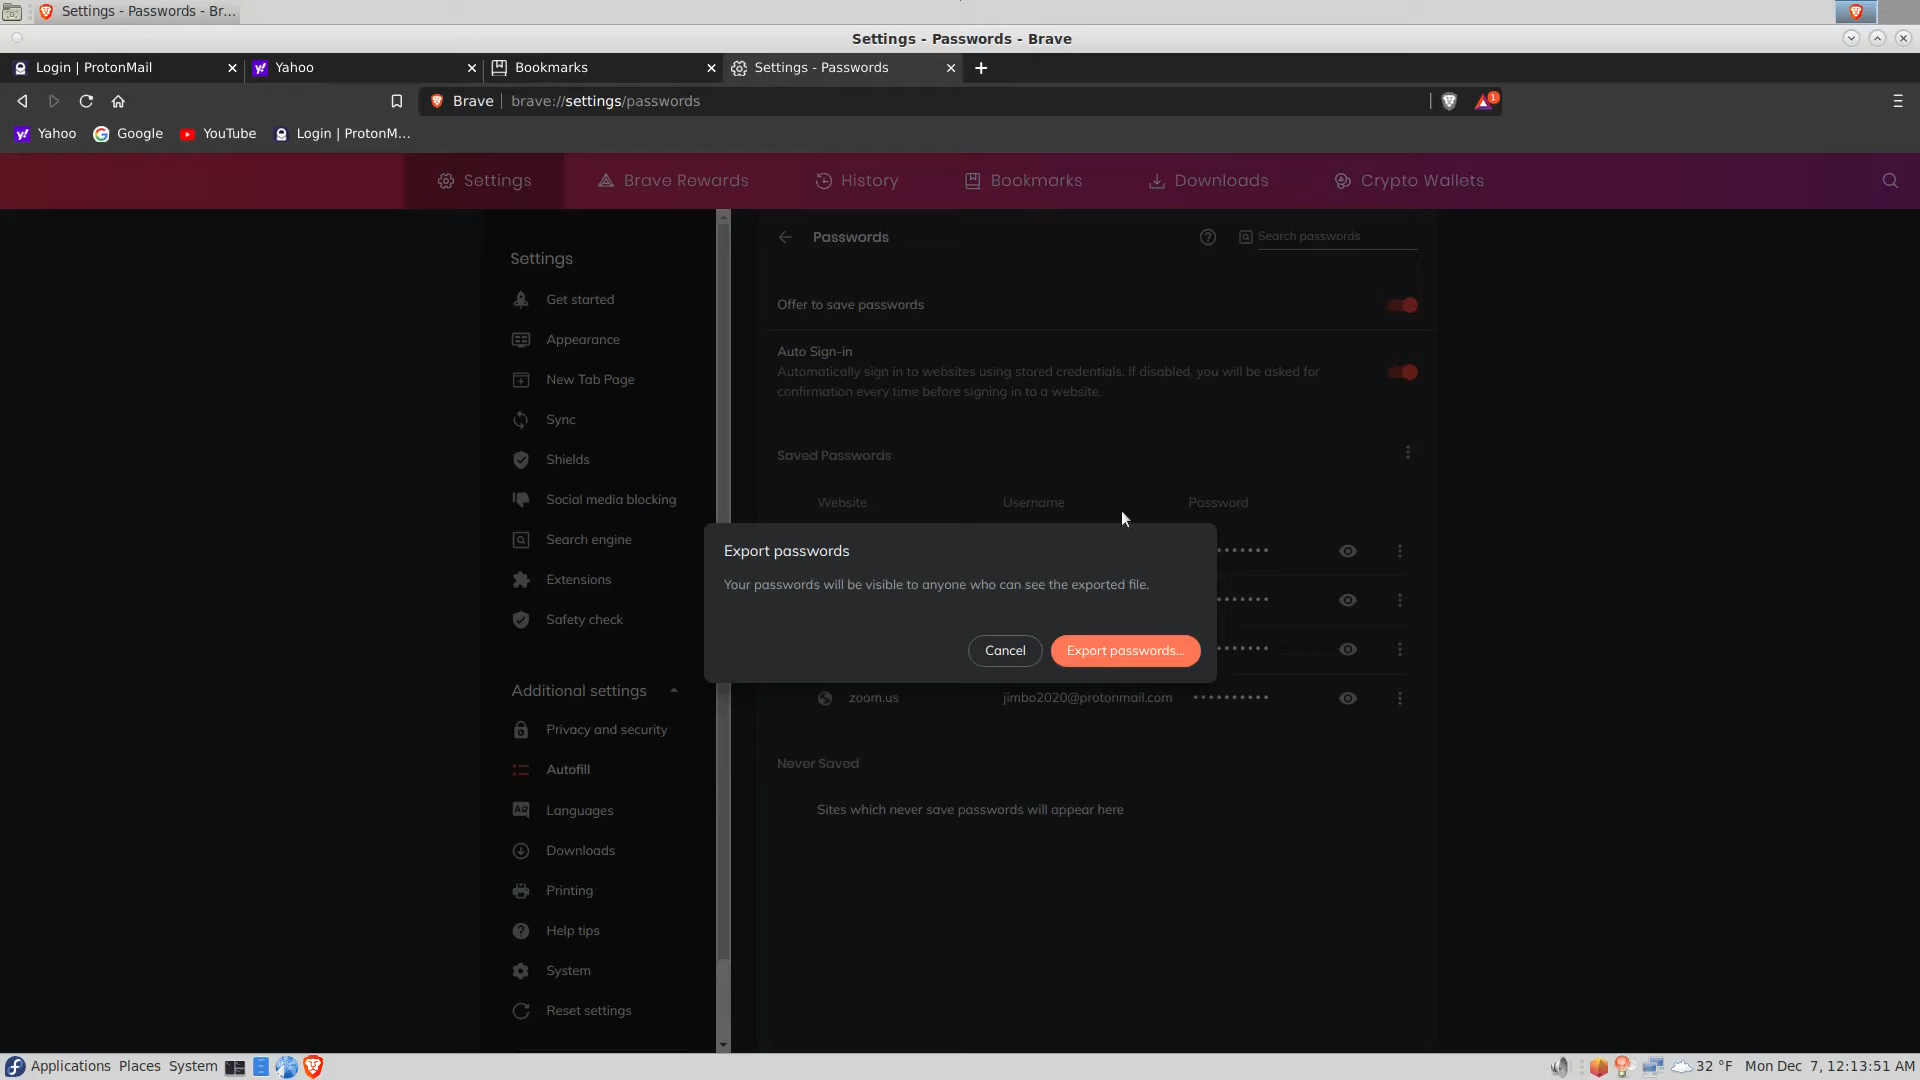 Settings - Passwords - Br...
Settings - Passwords - Brave
Login | ProtonMail
Yahoo
Bookmarks
Settings - Passwords
Brave
brave://settings/passwords
1
Yahoo
Google
YouTube
Login | ProtonM...
Settings
Brave Rewards
History
Bookmarks
Downloads
Crypto Wallets
Settings
Get started
Appearance
New Tab Page
Sync
Shields
Social media blocking
Search engine
Extensions
Safety check
Additional settings
Privacy and security
Autofill
Languages
Downloads
Printing
Help tips
System
Reset settings
Passwords
Search passwords
Offer to save passwords
Auto Sign-in
Automatically sign in to websites using stored credentials. If disabled, you will be asked for
confirmation every time before signing in to a website.
Saved Passwords
Website
Username
Password
Export passwords
Your passwords will be visible to anyone who can see the exported file.
Cancel
Export passwords...
zoom.us
jimbo2020@protonmail.com
••••••••••
Never Saved
Sites which never save passwords will appear here
Applications
Places
System
32 °F
Mon Dec 7, 12:13:51 AM